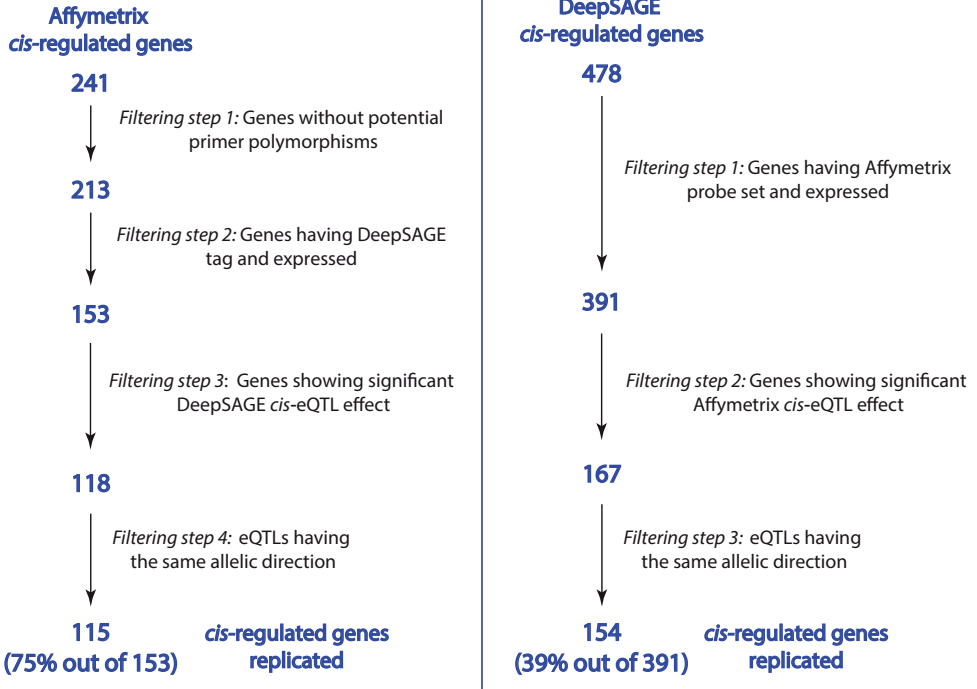 Affymetrix
cis-regulated genes
241
Filtering step 1: Genes without potential
primer polymorphisms
213
Filtering step 2: Genes having DeepSAGE
tag and expressed
153
Filtering step 3: Genes showing significant
DeepSAGE cis-eQTL effect
118
Filtering step 4: eQTLs having
the same allelic direction
115
(75% out of 153)
cis-regulated genes
replicated
DeepSAGE
cis-regulated genes
478
Filtering step 1: Genes having Affymetrix
probe set and expressed
391
Filtering step 2: Genes showing significant
Affymetrix cis-eQTL effect
167
Filtering step 3: eQTLs having
the same allelic direction
154
(39% out of 391)
cis-regulated genes
replicated